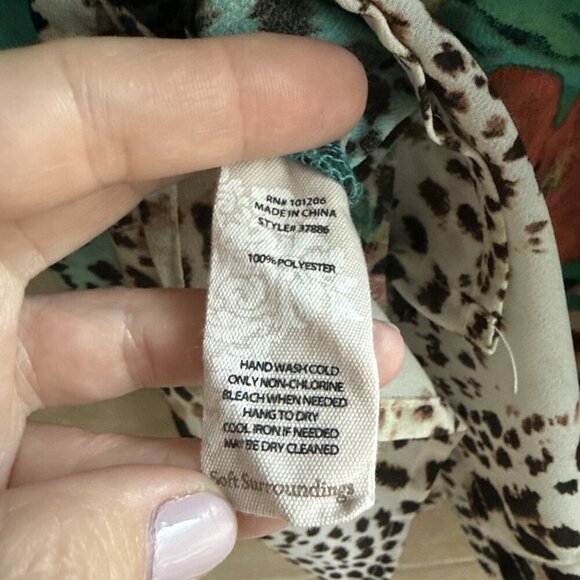 RN# 101206
MADE IN CHINA
STYLE# 37886
100% POLYESTER
HAND WASH COLD
ONLY NON-CHLORINE
BLEACH WHEN NEEDED
HANG TO DRY
COOL IRON IF NEEDED
MAY BE DRY CLEANED
Soft Surroundings